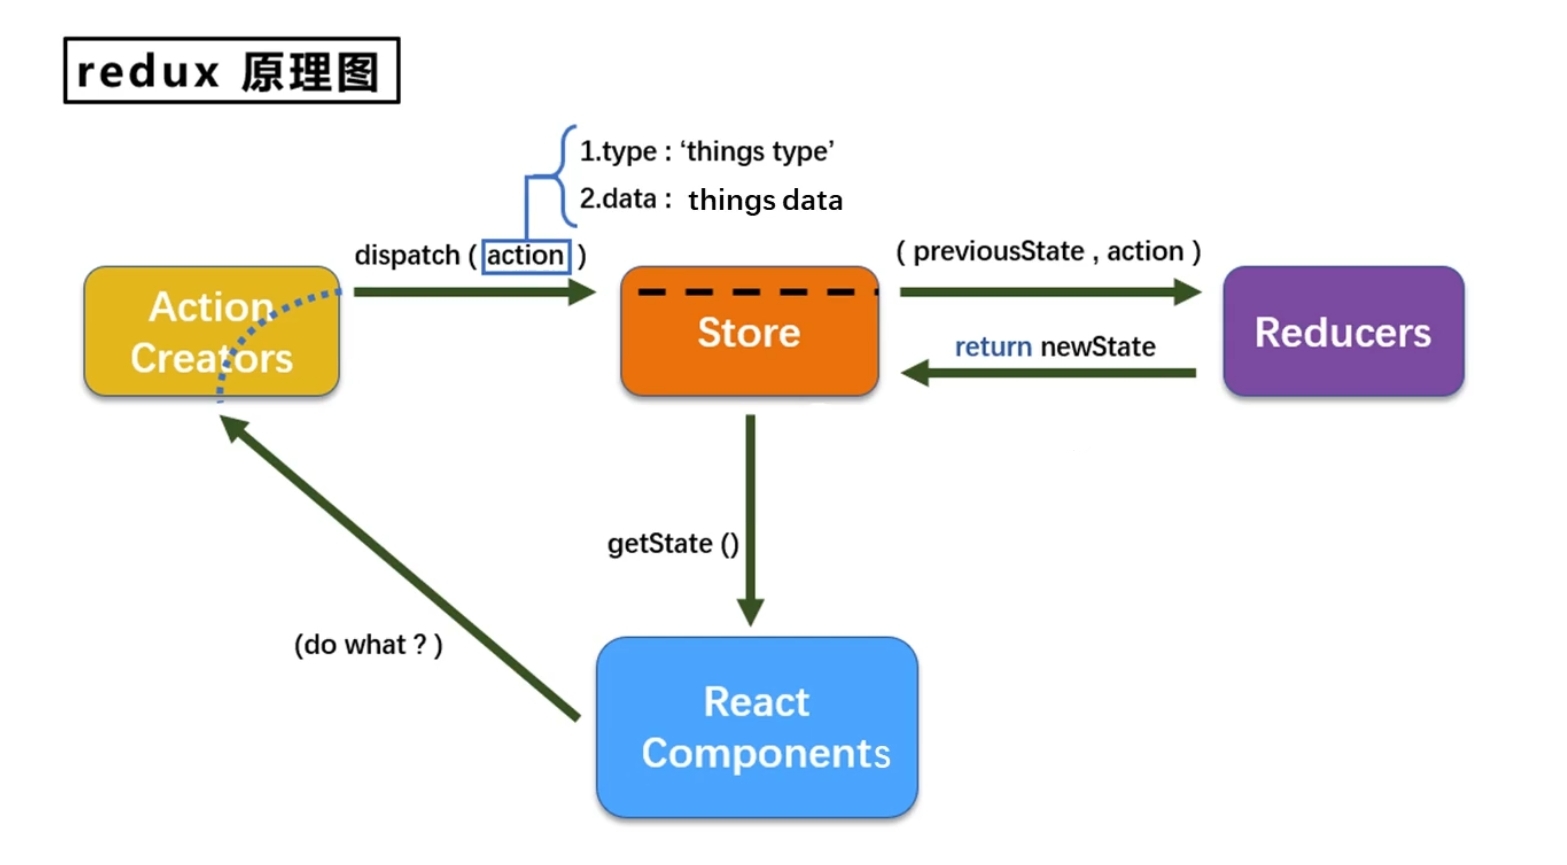 redux 原理图
1.type : ‘things type’
2.data : things data
dispatch ( action )
( previousState , action )
Action
Creators
Store
Reducers
return newState
getState ()
(do what ? )
React
Components